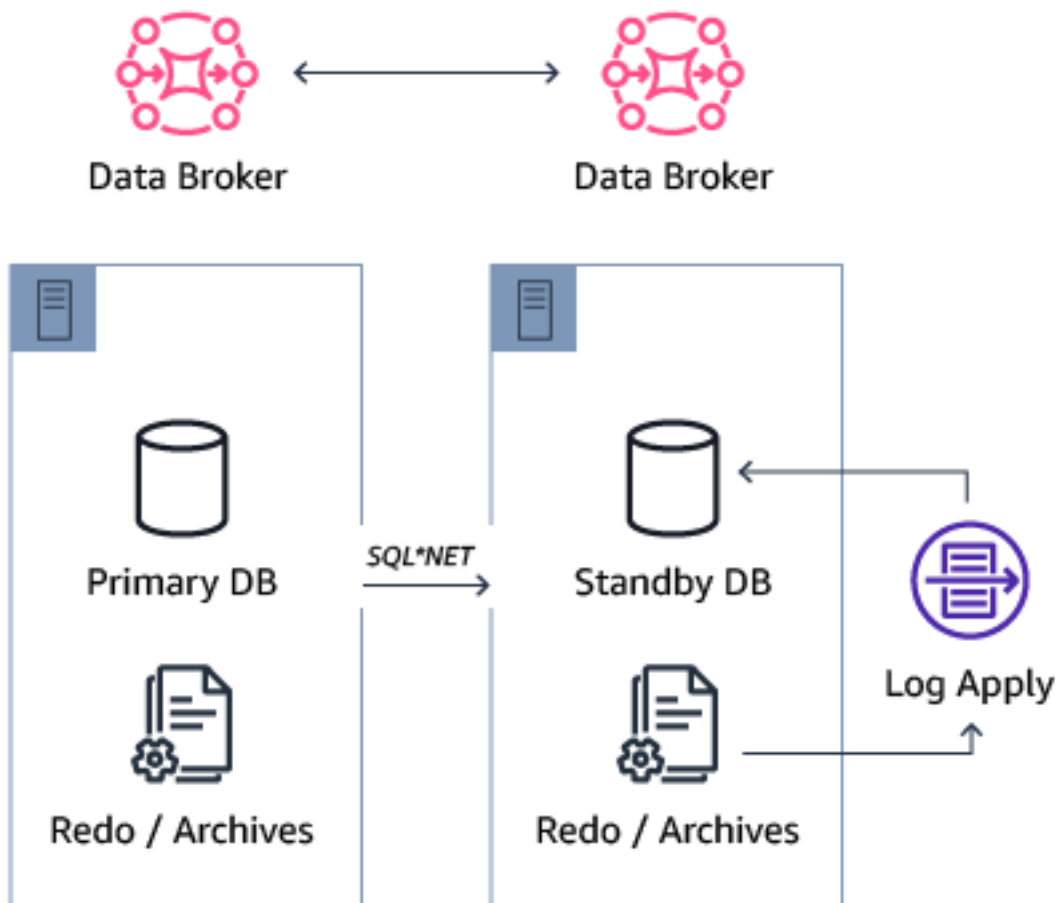 Data Broker
Data Broker
Primary DB
SQL*NET
Standby DB
Log Apply
Redo / Archives
Redo / Archives